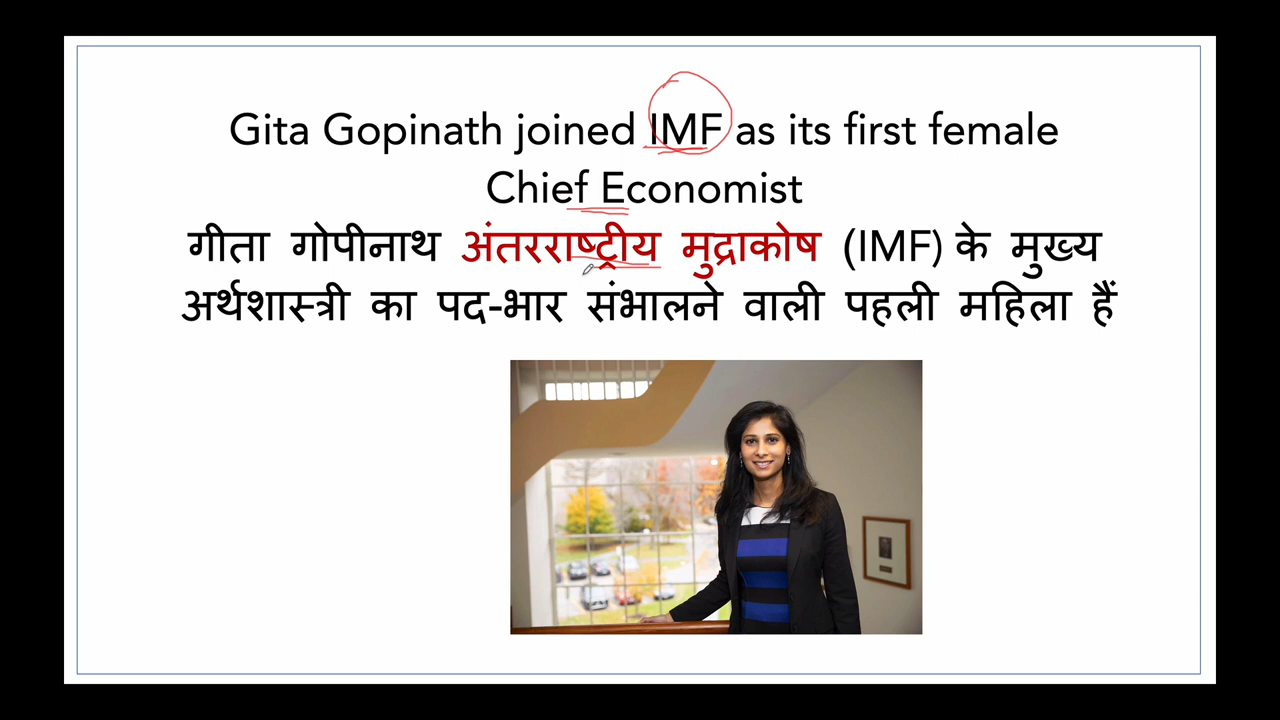 Gita Gopinath joined IMF as its first female
Chief Economist
गीता गोपीनाथ अंतरराष्ट्रीय मुद्राकोष (IMF) के मुख्य
अर्थशास्त्री का पद-भार संभालने वाली पहली महिला हैं